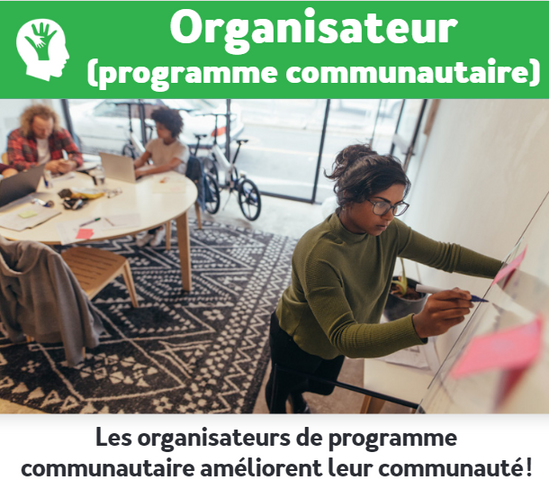 Organisateur
(programme communautaire)
Les organisateurs de programme
communautaire améliorent leur communauté !